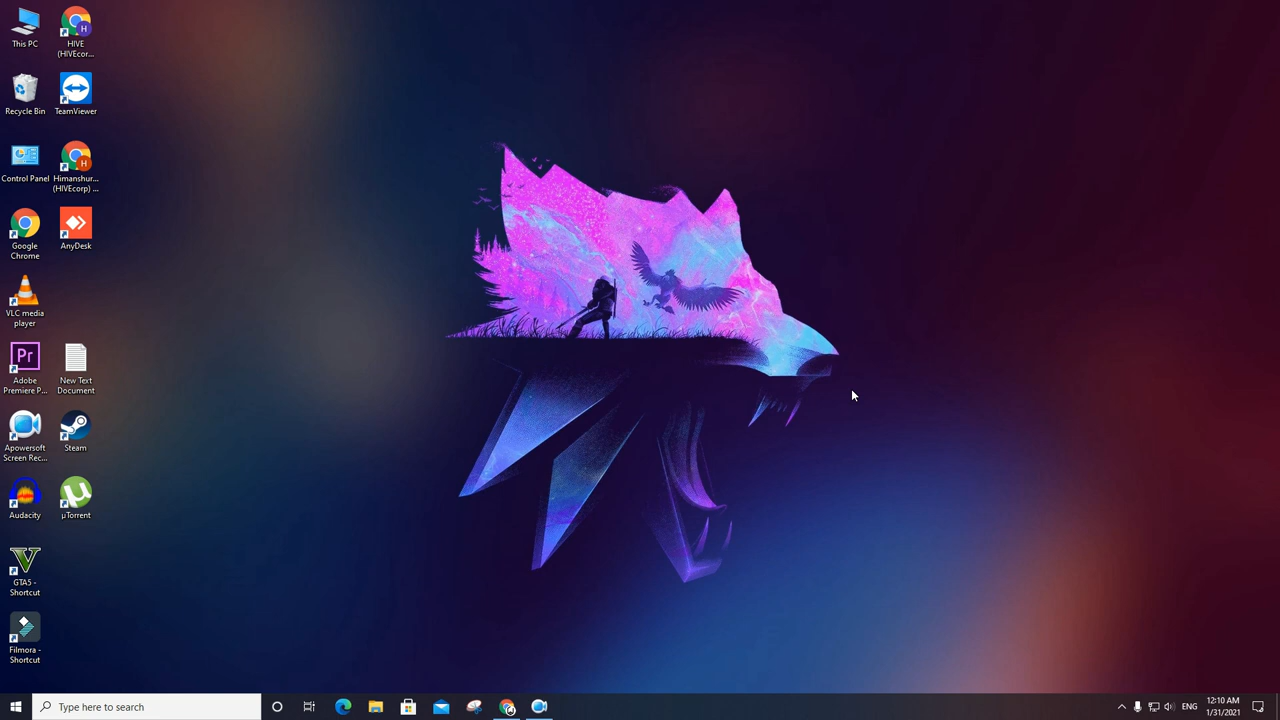 This PC
HIVE
(HIVEcor...
Recycle Bin
TeamViewer
Control Panel
Himanshur...
(HIVEcorp) ...
Google
Chrome
AnyDesk
VLC media
player
Adobe
Premiere P...
New Text
Document
Apowersoft
Screen Rec...
Steam
Audacity
µTorrent
GTA5 -
Shortcut
Filmora -
Shortcut
Type here to search
ENG
12:10 AM
1/31/2021